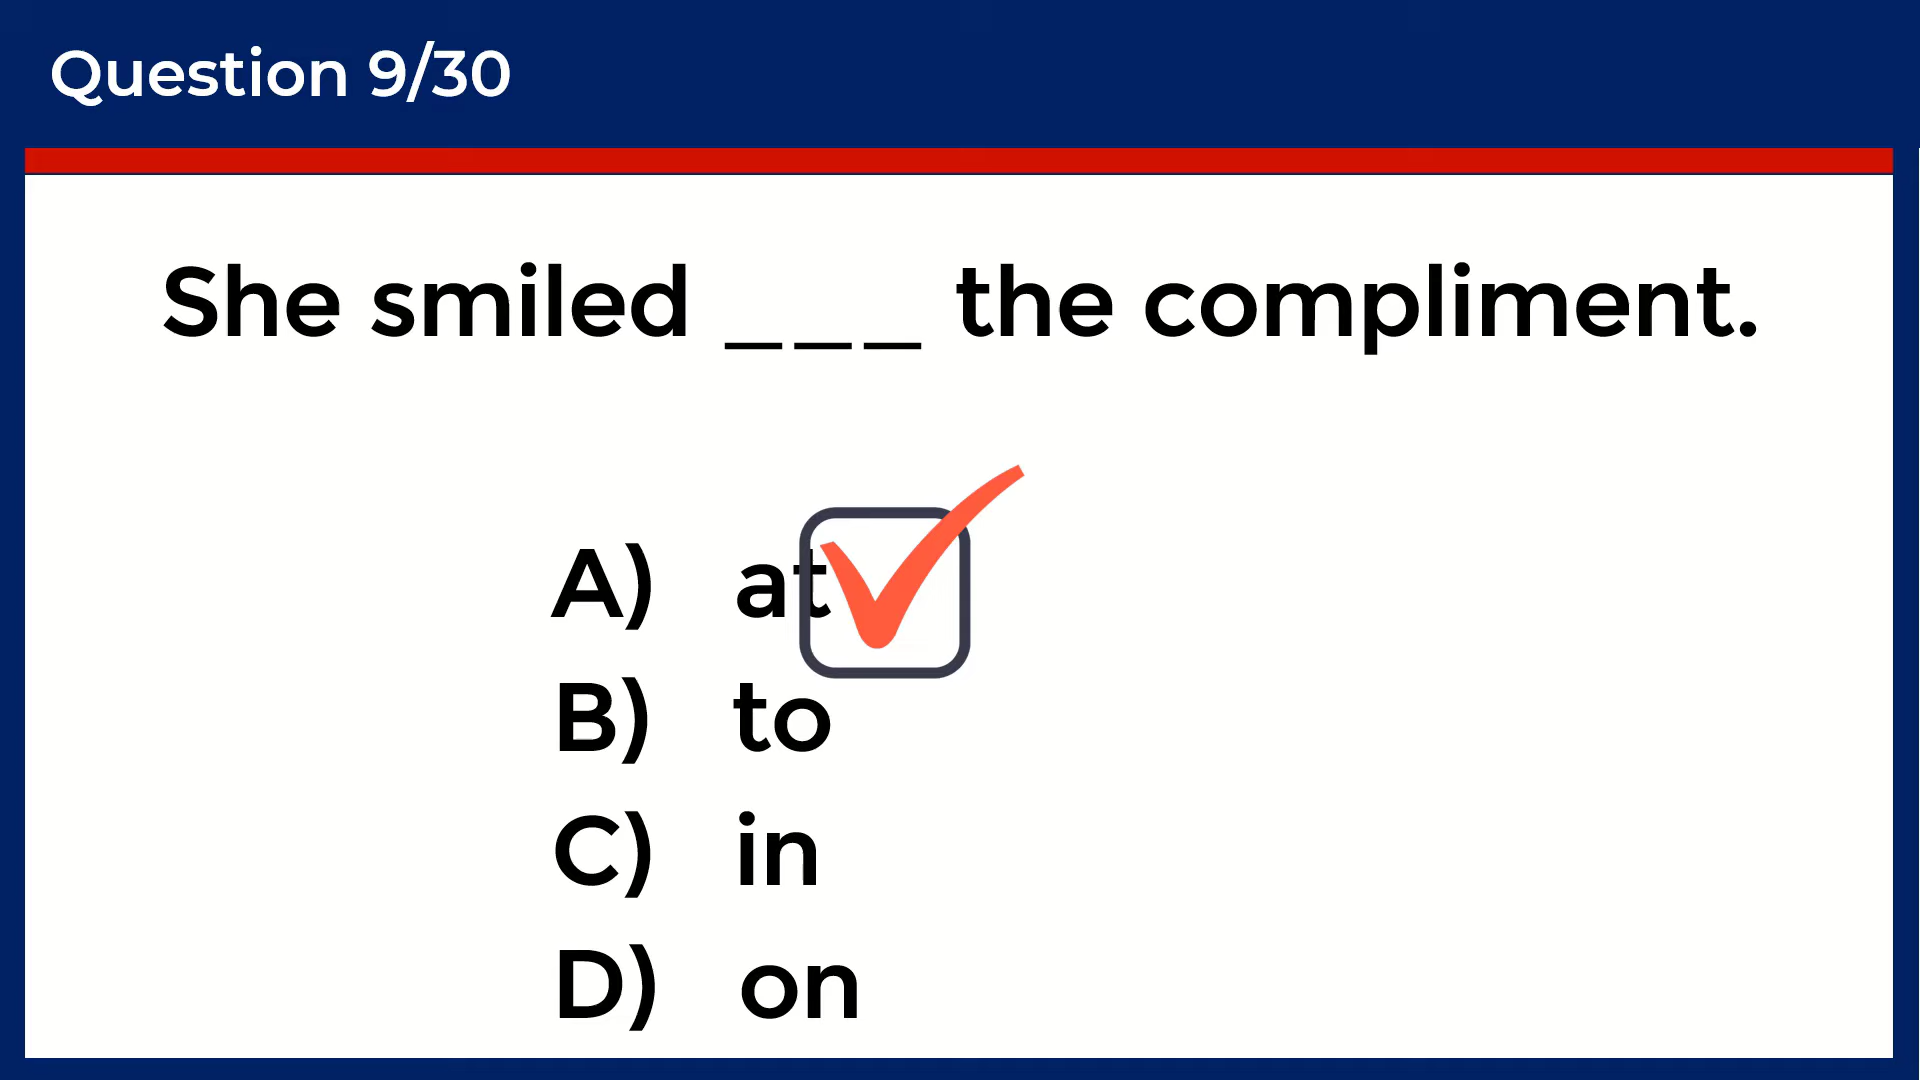 Question 9/30
She smiled ___ the compliment.
A) at
B) to
C) in
D) on